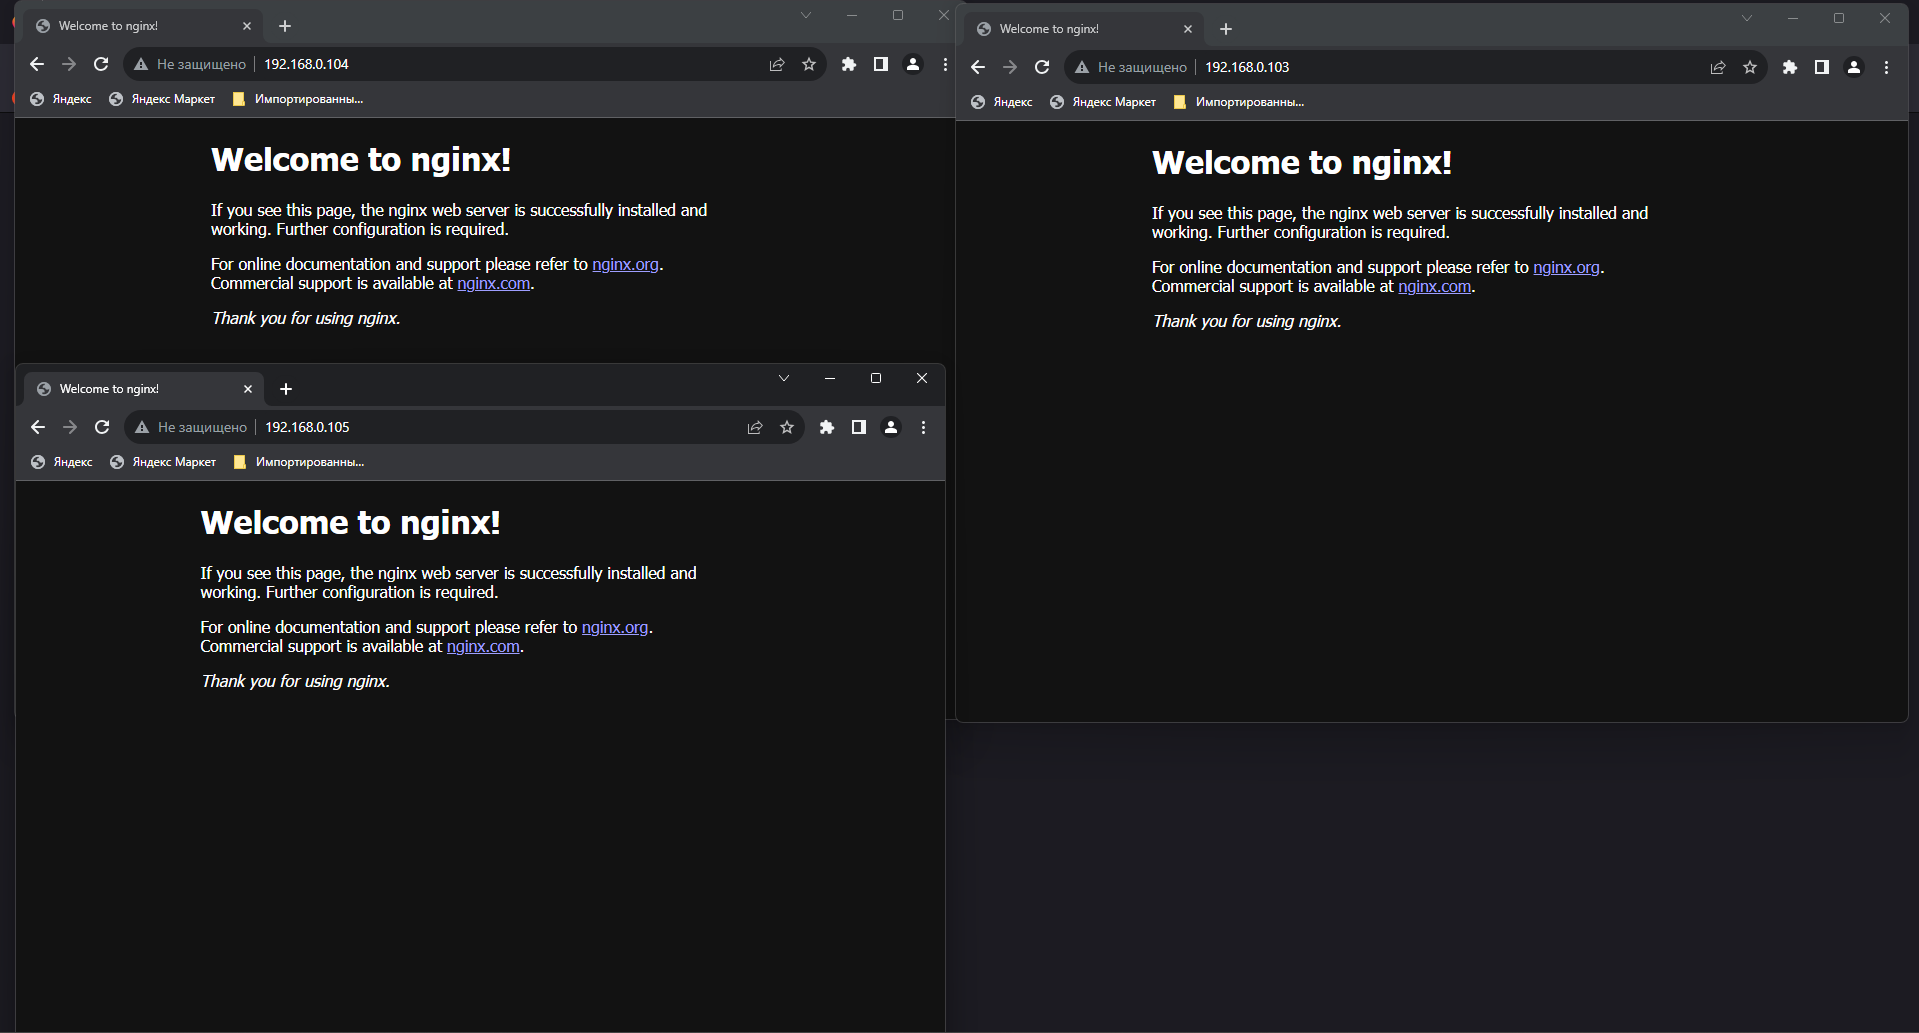 Welcome to nginx!
Не защищено 192.168.0.104
Яндекс Яндекс Маркет Импортированны...
Welcome to nginx!
If you see this page, the nginx web server is successfully installed and
working. Further configuration is required.
For online documentation and support please refer to nginx.org.
Commercial support is available at nginx.com.
Thank you for using nginx.
Welcome to nginx!
Не защищено 192.168.0.103
Яндекс Яндекс Маркет Импортированны...
Welcome to nginx!
If you see this page, the nginx web server is successfully installed and
working. Further configuration is required.
For online documentation and support please refer to nginx.org.
Commercial support is available at nginx.com.
Thank you for using nginx.
Welcome to nginx!
Не защищено 192.168.0.105
Яндекс Яндекс Маркет Импортированны...
Welcome to nginx!
If you see this page, the nginx web server is successfully installed and
working. Further configuration is required.
For online documentation and support please refer to nginx.org.
Commercial support is available at nginx.com.
Thank you for using nginx.